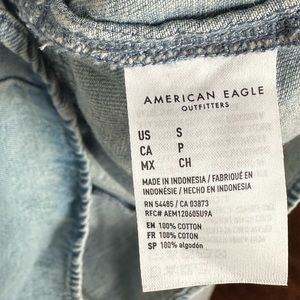 AMERICAN EAGLE
OUTFITTERS
US S
CA P
MX CH
MADE IN INDONESIA / FABRIQUÉ EN
INDONÉSIE / HECHO EN INDONESIA
RN 54485 / CA 03873
RFC# AEM120605U9A
EN 100% COTTON
FR 100% COTON
SP 100% algodón